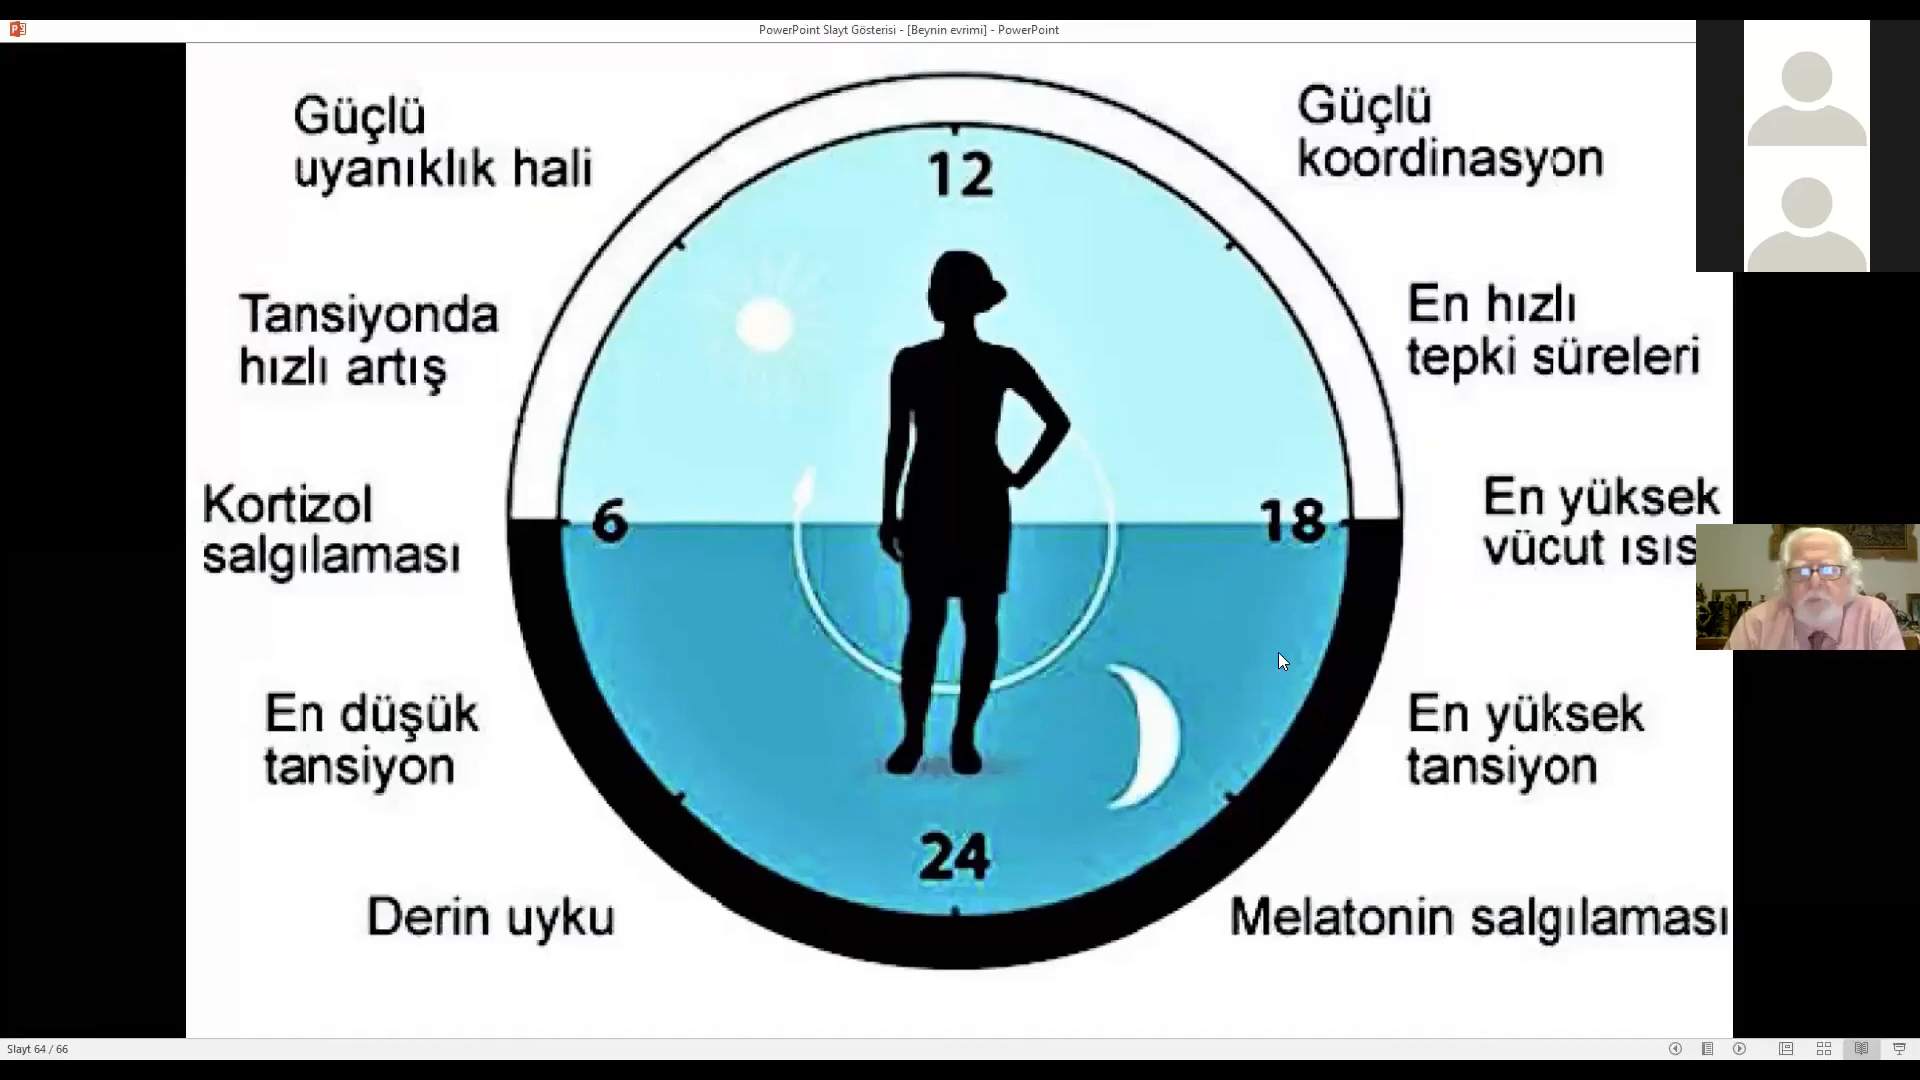 PowerPoint Slayt Gösterisi - [Beynin evrimi] - PowerPoint
Güçlü
uyanıklık hali
Güçlü
koordinasyon
12
Tansiyonda
hızlı artış
En hızlı
tepki süreleri
Kortizol
salgılaması
6
18
En yüksek
vücut ısıs
En düşük
tansiyon
En yüksek
tansiyon
24
Derin uyku
Melatonin salgılaması
Slayt 64 / 66